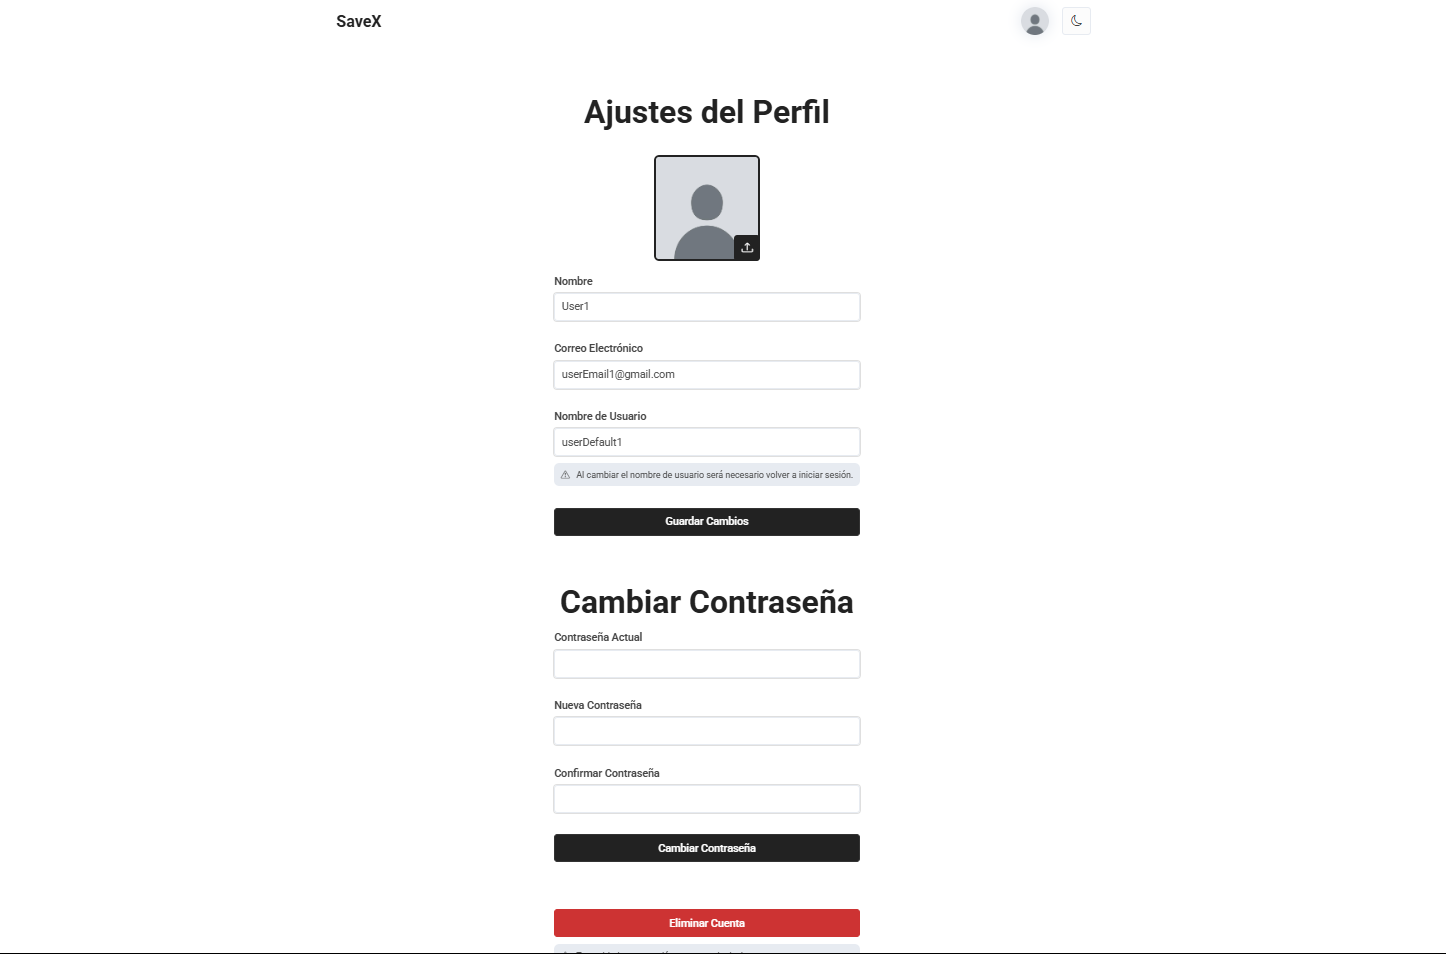 SaveX
Ajustes del Perfil
Nombre
User1
Correo Electrónico
userEmail1@gmail.com
Nombre de Usuario
userDefault1
Al cambiar el nombre de usuario será necesario volver a iniciar sesión.
Guardar Cambios
Cambiar Contraseña
Contraseña Actual
Nueva Contraseña
Confirmar Contraseña
Cambiar Contraseña
Eliminar Cuenta